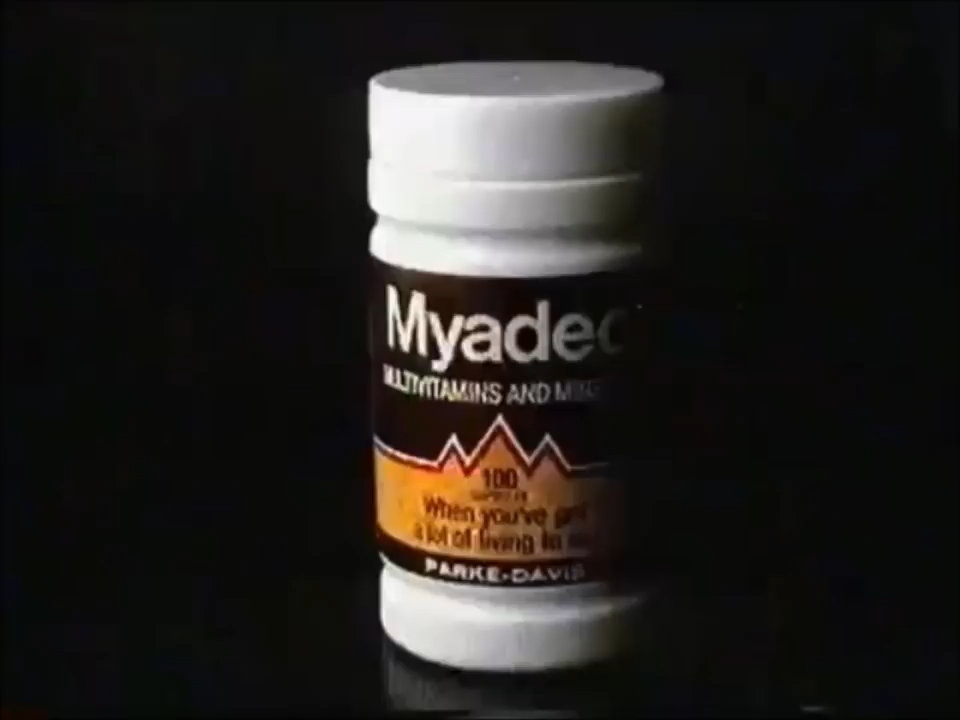 Myadec
MULTIVITAMINS AND
100
When you've got
a lot of living to
PARKE-DAVIS